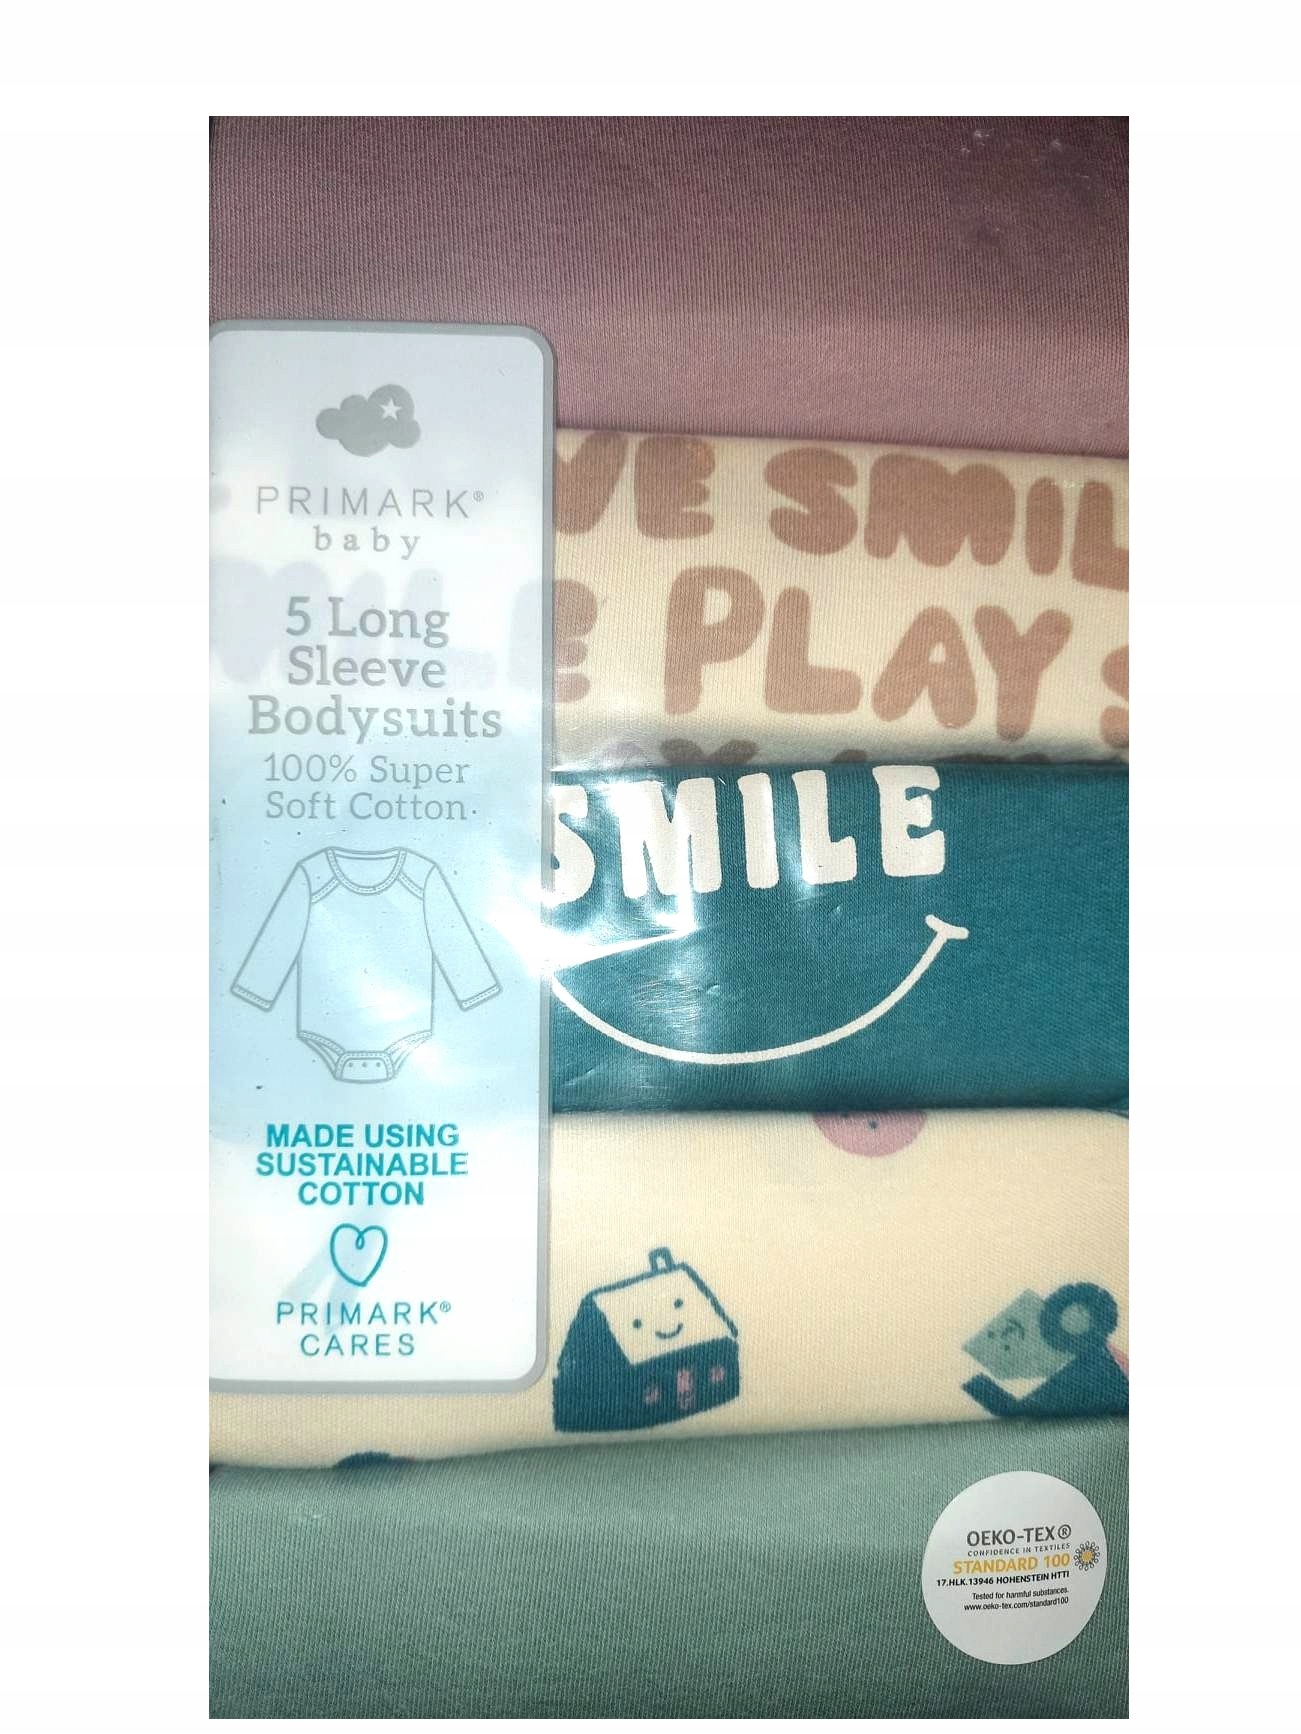 PRIMARK®
baby
5 Long
Sleeve
Bodysuits
100% Super
Soft Cotton
MADE USING
SUSTAINABLE
COTTON
PRIMARK®
CARES
VE SMIL
MILE PLAY S
SMILE
OEKO-TEX®
CONFIDENCE IN TEXTILES
STANDARD 100
17.HLK.13946 HOHENSTEIN HTTI
Tested for harmful substances.
www.oeko-tex.com/standard100